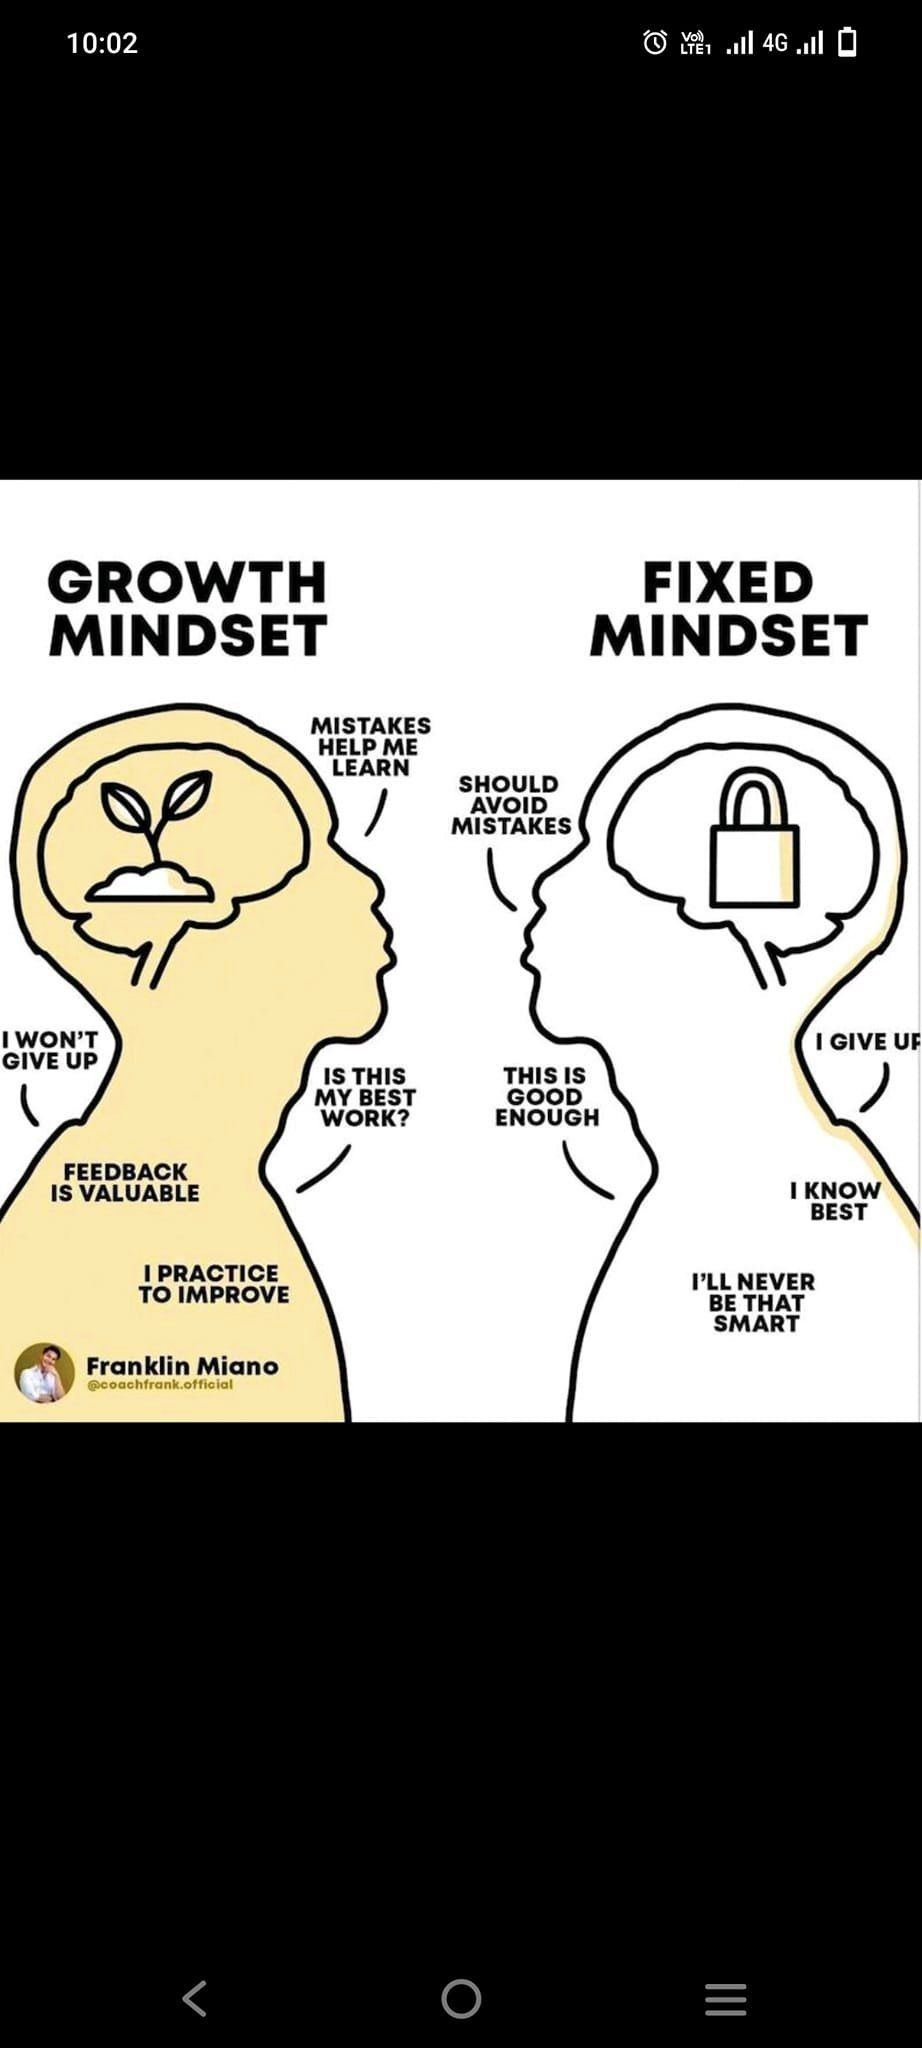 10:02
Vo)
LTE1
4G
GROWTH
MINDSET
FIXED
MINDSET
MISTAKES
HELP ME
LEARN
SHOULD
AVOID
MISTAKES
I WON'T
GIVE UP
I GIVE UP
IS THIS
MY BEST
WORK?
THIS IS
GOOD
ENOUGH
FEEDBACK
IS VALUABLE
I KNOW
BEST
I PRACTICE
TO IMPROVE
I'LL NEVER
BE THAT
SMART
Franklin Miano
@coachfrank.official